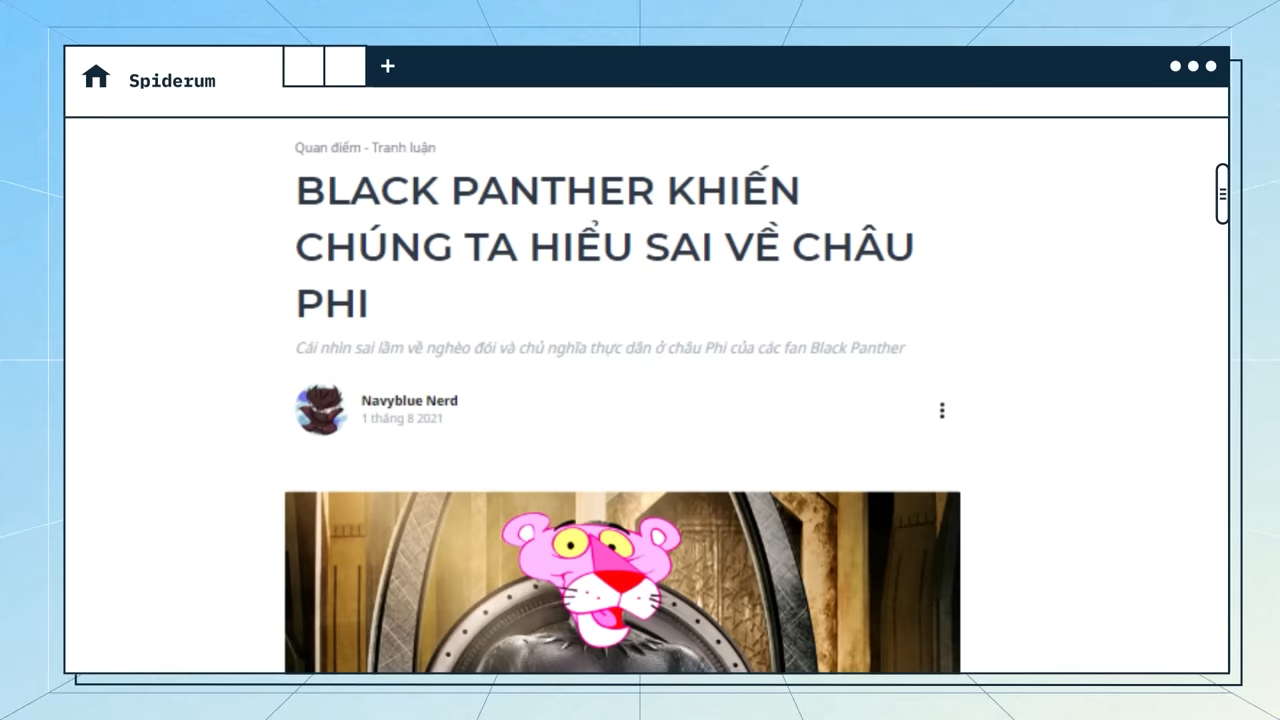 Spiderum
Quan điểm - Tranh luận
BLACK PANTHER KHIẾN
CHÚNG TA HIỂU SAI VỀ CHÂU
PHI
Cái nhìn sai lầm về nghèo đói và chủ nghĩa thực dân ở châu Phi của các fan Black Panther
Navyblue Nerd
1 tháng 8 2021